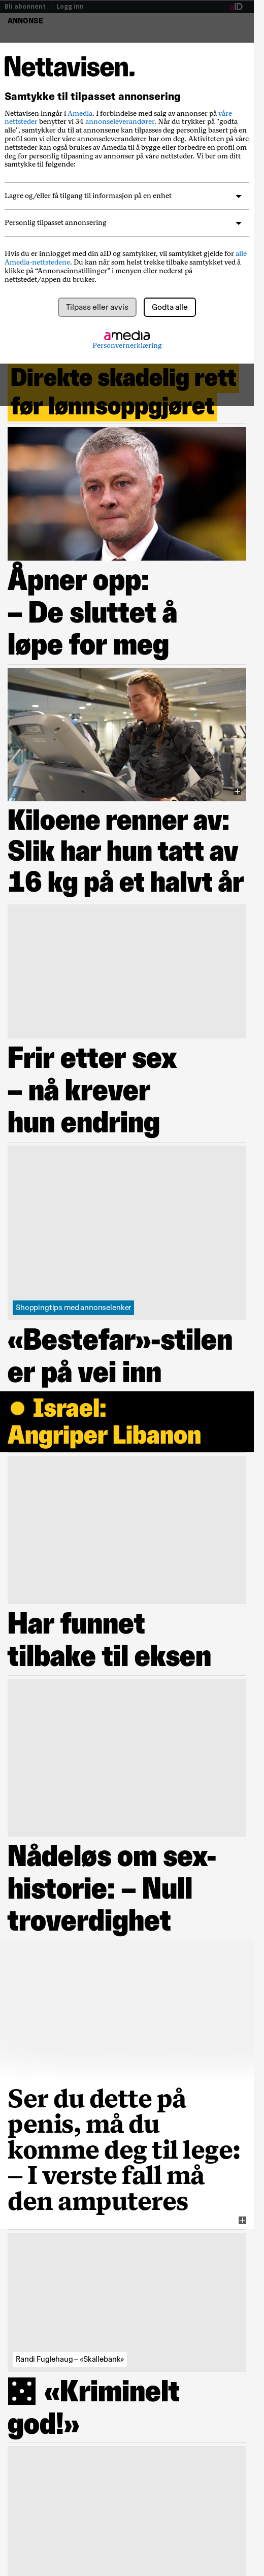 Bli abonnent | Logg inn
aID
ANNONSE
Nettavisen.
Samtykke til tilpasset annonsering
Nettavisen inngår i Amedia. I forbindelse med salg av annonser på våre
nettsteder benytter vi 34 annonseleverandører. Når du trykker på "godta
alle", samtykker du til at annonsene kan tilpasses deg personlig basert på en
profil som vi eller våre annonseleverandører har om deg. Aktiviteten på våre
nettsteder kan også brukes av Amedia til å bygge eller forbedre en profil om
deg for personlig tilpasning av annonser på våre nettsteder. Vi ber om ditt
samtykke til følgende:
Lagre og/eller få tilgang til informasjon på en enhet
Personlig tilpasset annonsering
Hvis du er innlogget med din aID og samtykker, vil samtykket gjelde for alle
Amedia-nettstedene. Du kan når som helst trekke tilbake samtykket ved å
klikke på “Annonseinnstillinger” i menyen eller nederst på
nettstedet/appen du bruker.
Tilpass eller avvis
Godta alle
amedia
Personvernerklæring
Direkte skadelig rett
før lønnsoppgjøret
Åpner opp:
– De sluttet å
løpe for meg
Kiloene renner av:
Slik har hun tatt av
16 kg på et halvt år
Frir etter sex
– nå krever
hun endring
Shoppingtips med annonselenker
«Bestefar»-stilen
er på vei inn
Israel:
Angriper Libanon
Har funnet
tilbake til eksen
Nådeløs om sex-
historie: – Null
troverdighet
Ser du dette på
penis, må du
komme deg til lege:
– I verste fall må
den amputeres
Randi Fuglehaug – «Skallebank»
«Kriminelt
god!»